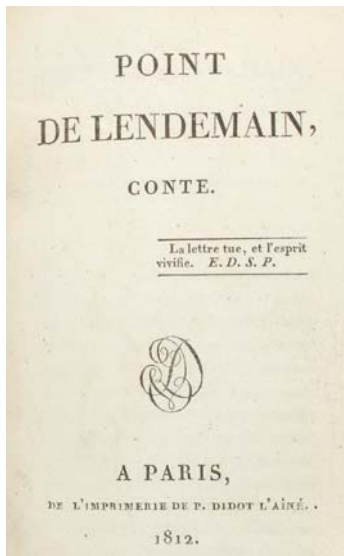 POINT
DE LENDEMAIN,
CONTE.
La lettre tue, et l'esprit
vivifie. E. D. S. P.
A PARIS,
DE L'IMPRIMERIE DE P. DIDOT L'AÎNÉ.
1812.